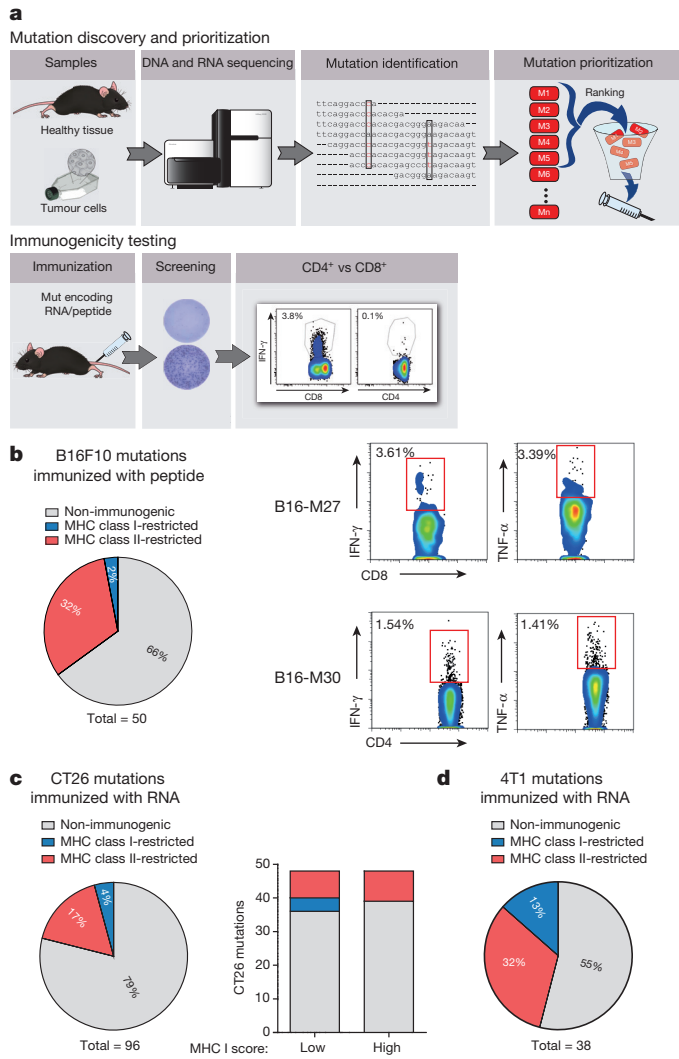 a
Mutation discovery and prioritization
Samples
DNA and RNA sequencing
Mutation identification
Mutation prioritization
Healthy tissue
Tumour cells
M1
M2
M3
M4
M5
M6
Mn
Ranking
M3
Immunogenicity testing
Immunization
Screening
CD4+ vs CD8+
Mut encoding
RNA/peptide
3.8%
0.1%
IFN-γ
CD8
CD4
b
B16F10 mutations
immunized with peptide
Non-immunogenic
MHC class I-restricted
MHC class II-restricted
2%
32%
66%
Total = 50
B16-M27
3.61%
IFN-γ
CD8
3.39%
TNF-α
B16-M30
1.54%
IFN-γ
CD4
1.41%
TNF-α
c
CT26 mutations
immunized with RNA
Non-immunogenic
MHC class I-restricted
MHC class II-restricted
4%
17%
79%
Total = 96
CT26 mutations
50
40
30
20
10
0
MHC I score:
Low
High
d
4T1 mutations
immunized with RNA
Non-immunogenic
MHC class I-restricted
MHC class II-restricted
13%
32%
55%
Total = 38